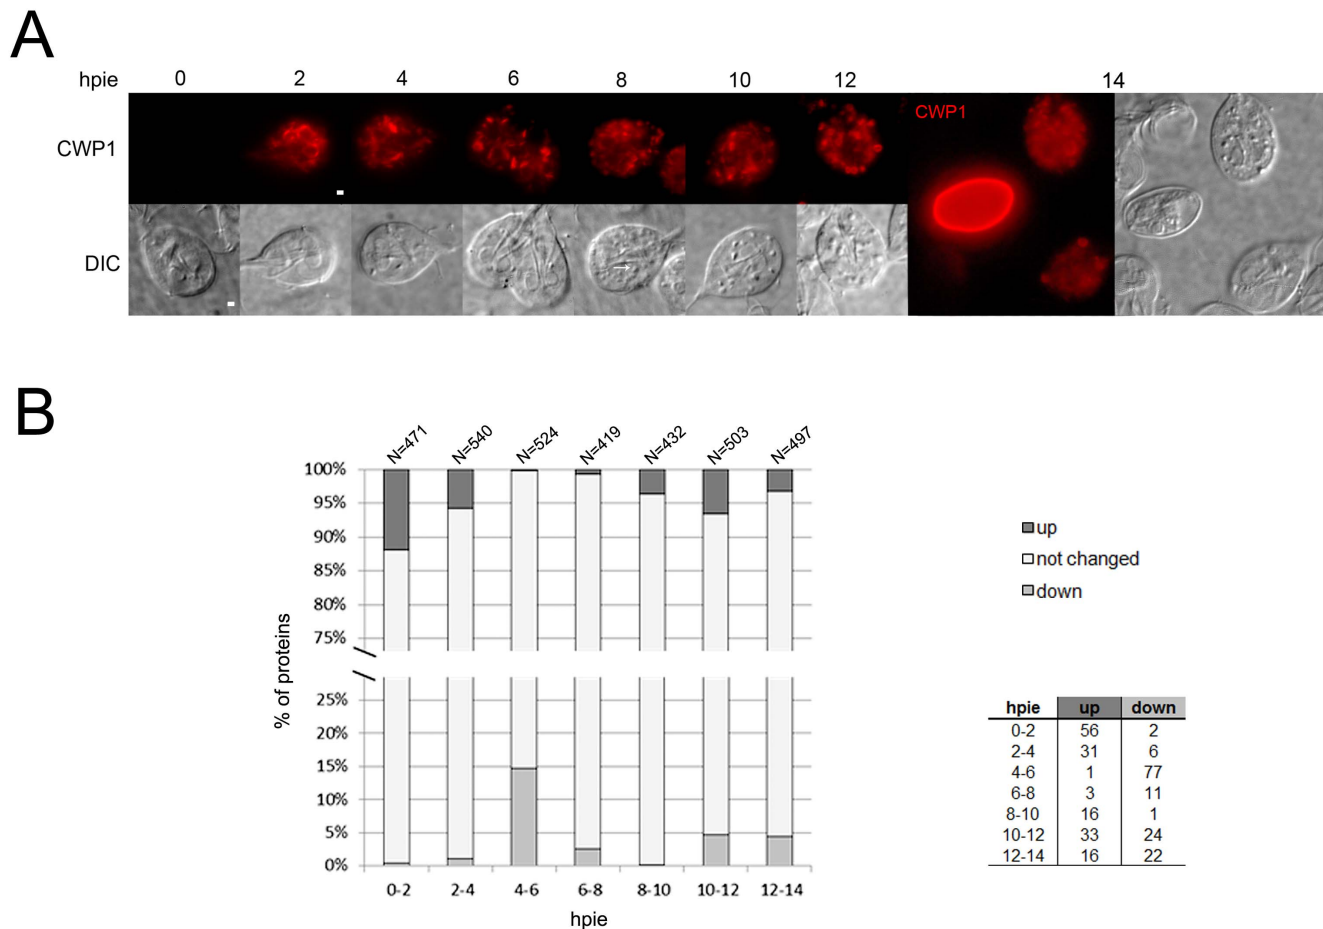 A
hpie 0 2 4 6 8 10 12 14
CWP1
CWP1
DIC
B
N=471 N=540 N=524 N=419 N=432 N=503 N=497
100%
95%
90%
85%
80%
75%
25%
20%
15%
10%
5%
0%
% of proteins
0-2 2-4 4-6 6-8 8-10 10-12 12-14
hpie
up
not changed
down
hpie up down
0-2 56 2
2-4 31 6
4-6 1 77
6-8 3 11
8-10 16 1
10-12 33 24
12-14 16 22